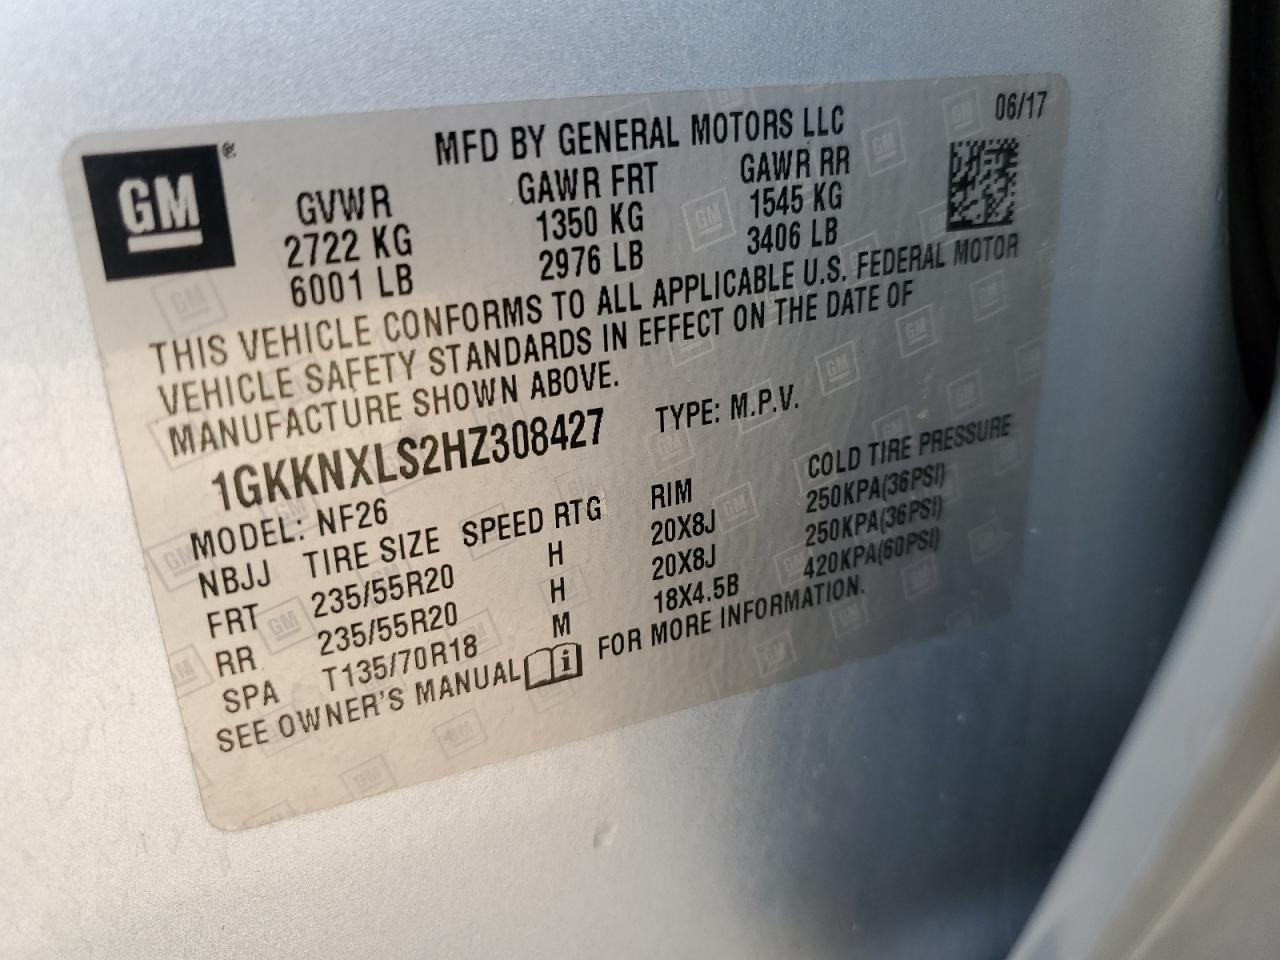 06/17
GM ®
MFD BY GENERAL MOTORS LLC
GVWR GAWR FRT GAWR RR
2722 KG 1350 KG 1545 KG
6001 LB 2976 LB 3406 LB
THIS VEHICLE CONFORMS TO ALL APPLICABLE U.S. FEDERAL MOTOR
VEHICLE SAFETY STANDARDS IN EFFECT ON THE DATE OF
MANUFACTURE SHOWN ABOVE.
1GKKNXLS2HZ308427 TYPE: M.P.V.
MODEL: NF26
NBJJ TIRE SIZE SPEED RTG RIM COLD TIRE PRESSURE
FRT 235/55R20 H 20X8J 250KPA(36PSI)
RR 235/55R20 H 20X8J 250KPA(36PSI)
SPA T135/70R18 M 18X4.5B 420KPA(60PSI)
SEE OWNER'S MANUAL i FOR MORE INFORMATION.